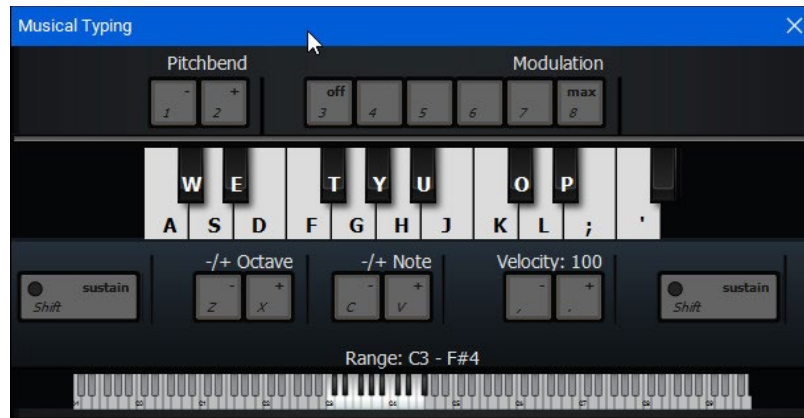 Musical Typing
Pitchbend Modulation
- + off max
1 2 3 4 5 6 7 8
W E T Y U O P
A S D F G H J K L ; '
-/+ Octave -/+ Note Velocity: 100
sustain - + - + - + sustain
Shift Z X C V , . Shift
Range: C3 - F#4